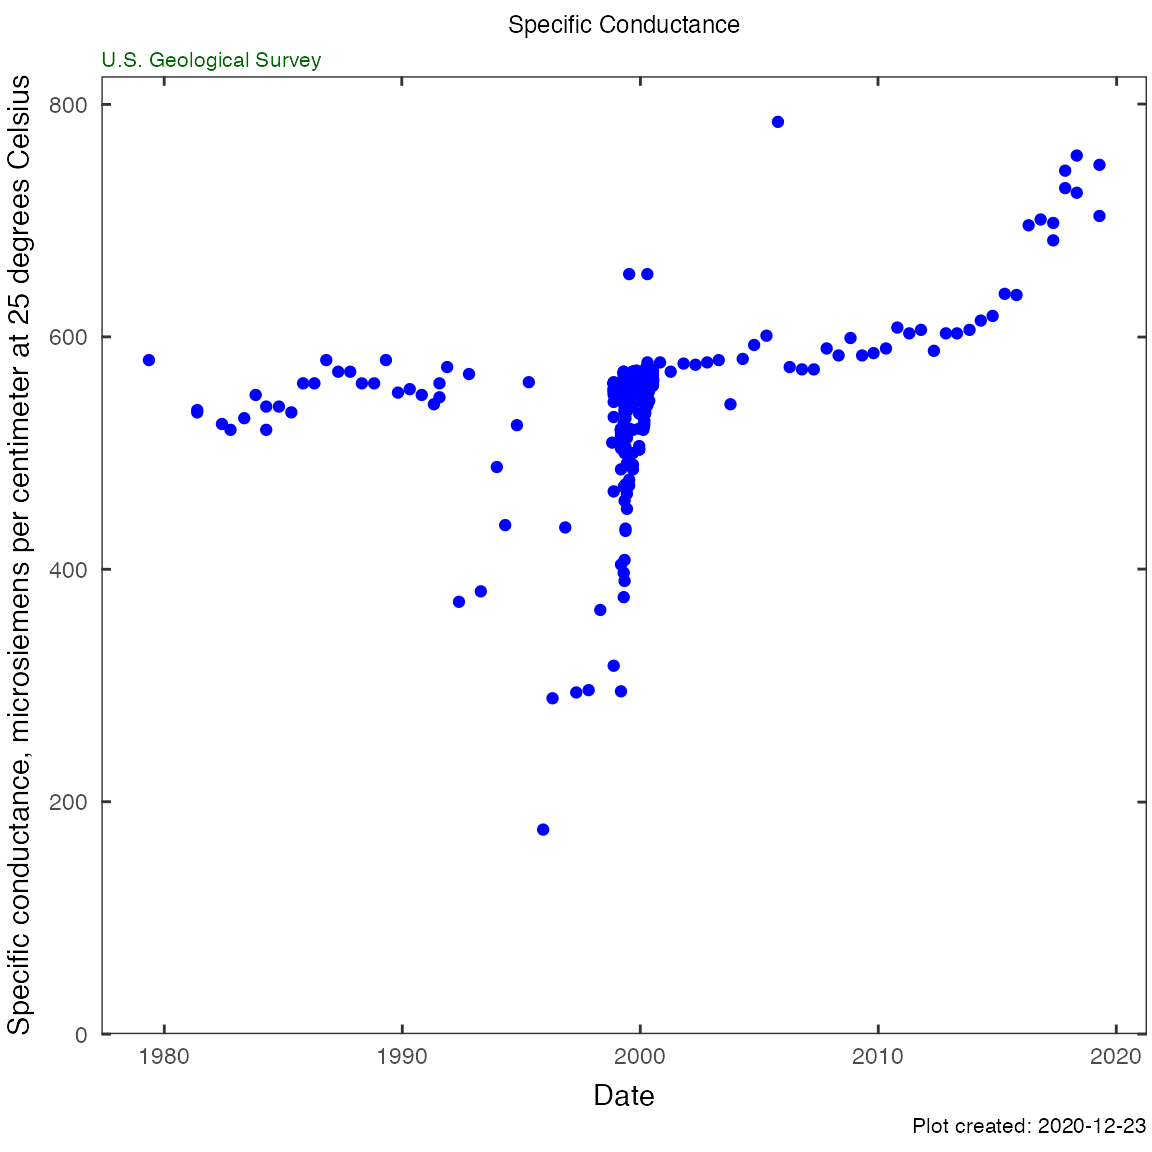 Specific Conductance
U.S. Geological Survey
Specific conductance, microsiemens per centimeter at 25 degrees Celsius
800
600
400
200
0
1980 1990 2000 2010 2020
Date
Plot created: 2020-12-23